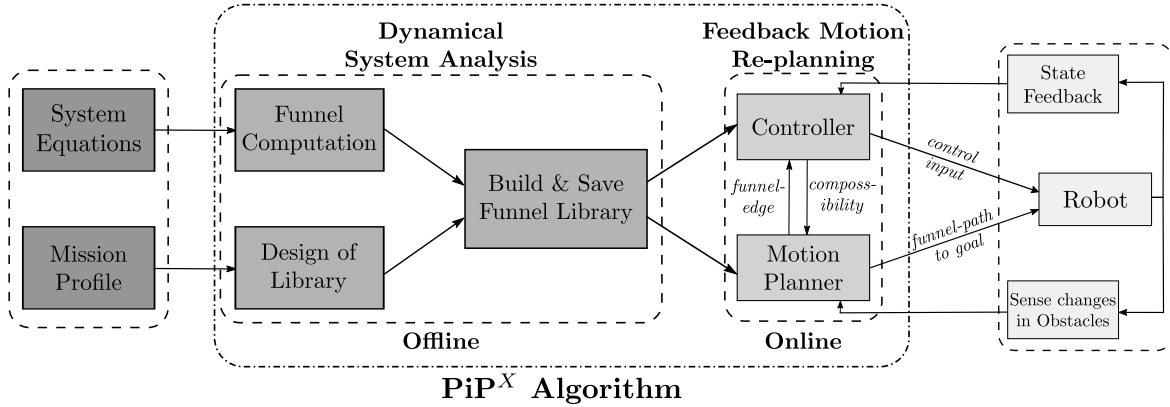 Dynamical
System Analysis
Feedback Motion
Re-planning
System
Equations
Mission
Profile
Funnel
Computation
Design of
Library
Build & Save
Funnel Library
Controller
funnel-
edge
composs-
ibility
Motion
Planner
control
input
funnel-path
to goal
State
Feedback
Robot
Sense changes
in Obstacles
Offline
Online
PiP^X Algorithm